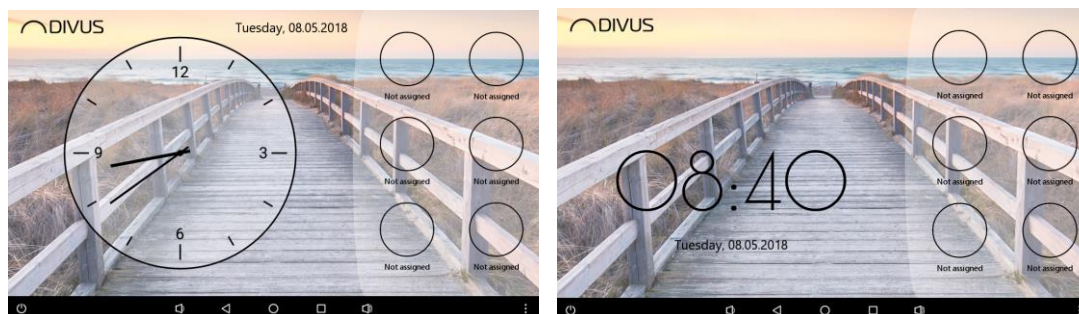 DIVUS
Tuesday, 08.05.2018
12
9
3
6
Not assigned
Not assigned
Not assigned
Not assigned
Not assigned
Not assigned
DIVUS
08:40
Tuesday, 08.05.2018
Not assigned
Not assigned
Not assigned
Not assigned
Not assigned
Not assigned